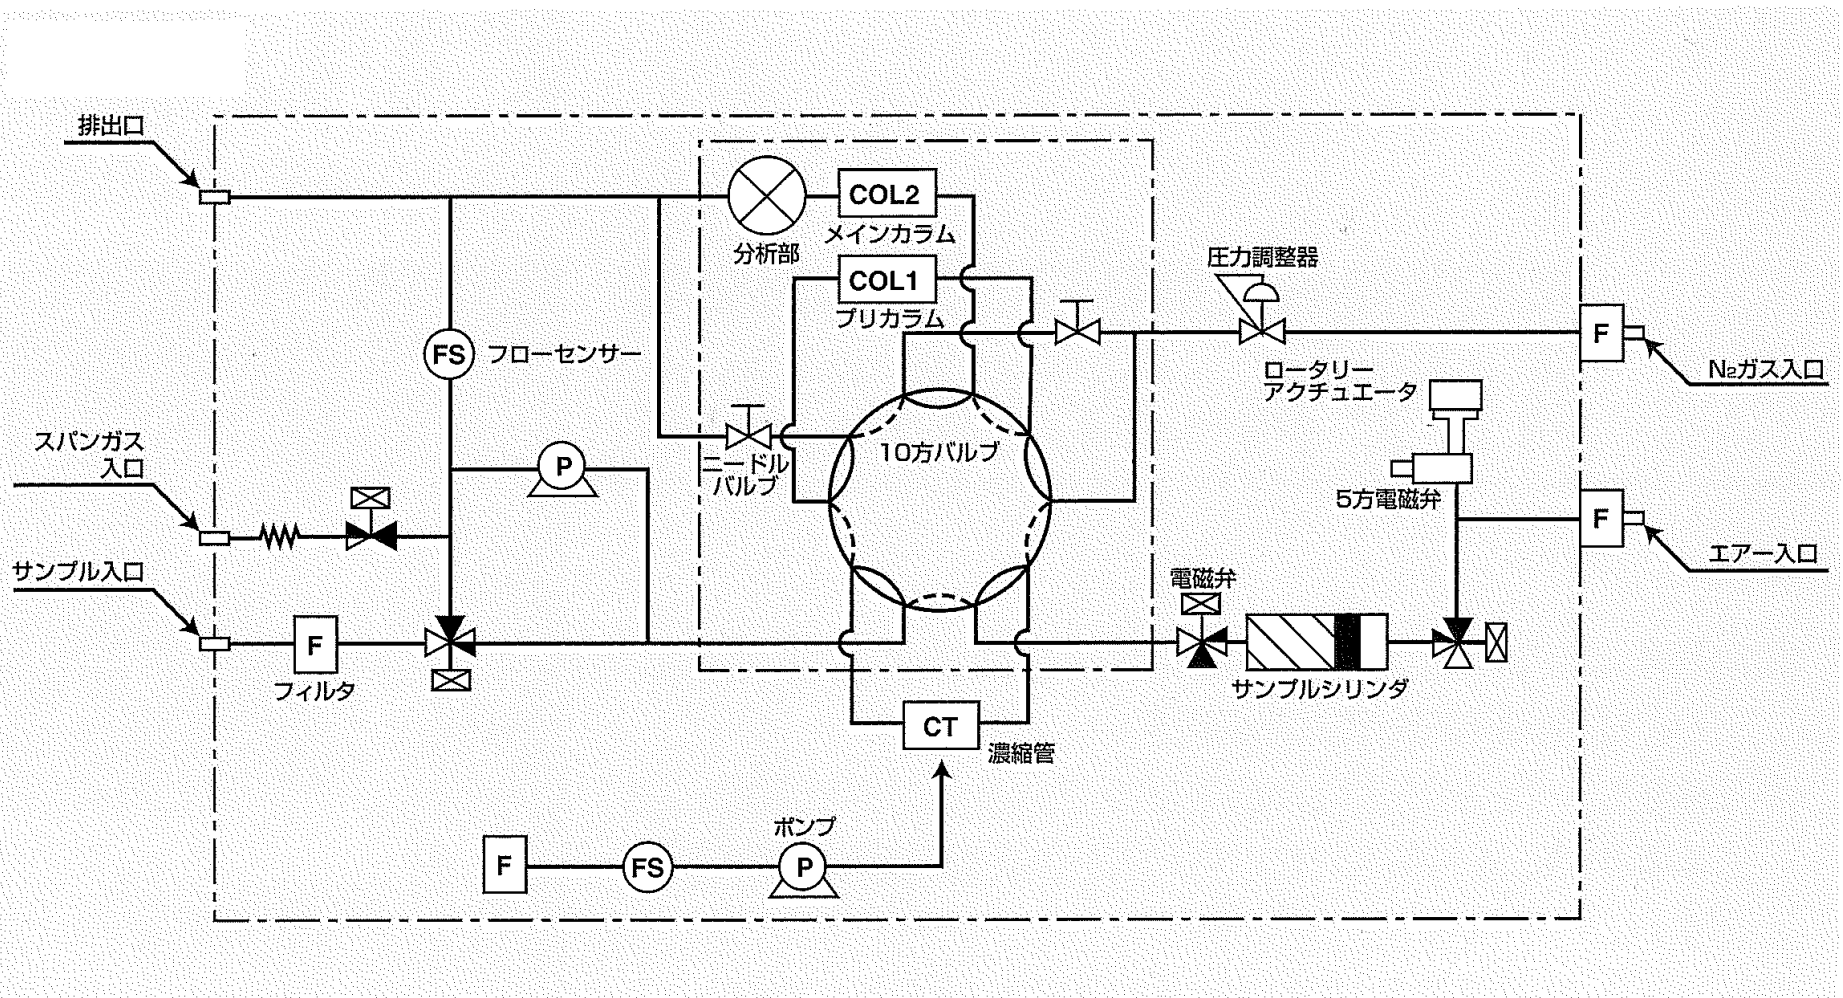 排出口
COL2
メインカラム
分析部
圧力調整器
COL1
プリカラム
F
FS
フローセンサー
N₂ガス入口
ロータリー
アクチュエータ
スパンガス
入口
10方バルブ
P
ニードル
バルブ
5方電磁弁
F
エアー入口
サンプル入口
電磁弁
F
フィルタ
サンプルシリンダ
CT
濃縮管
ポンプ
F
FS
P